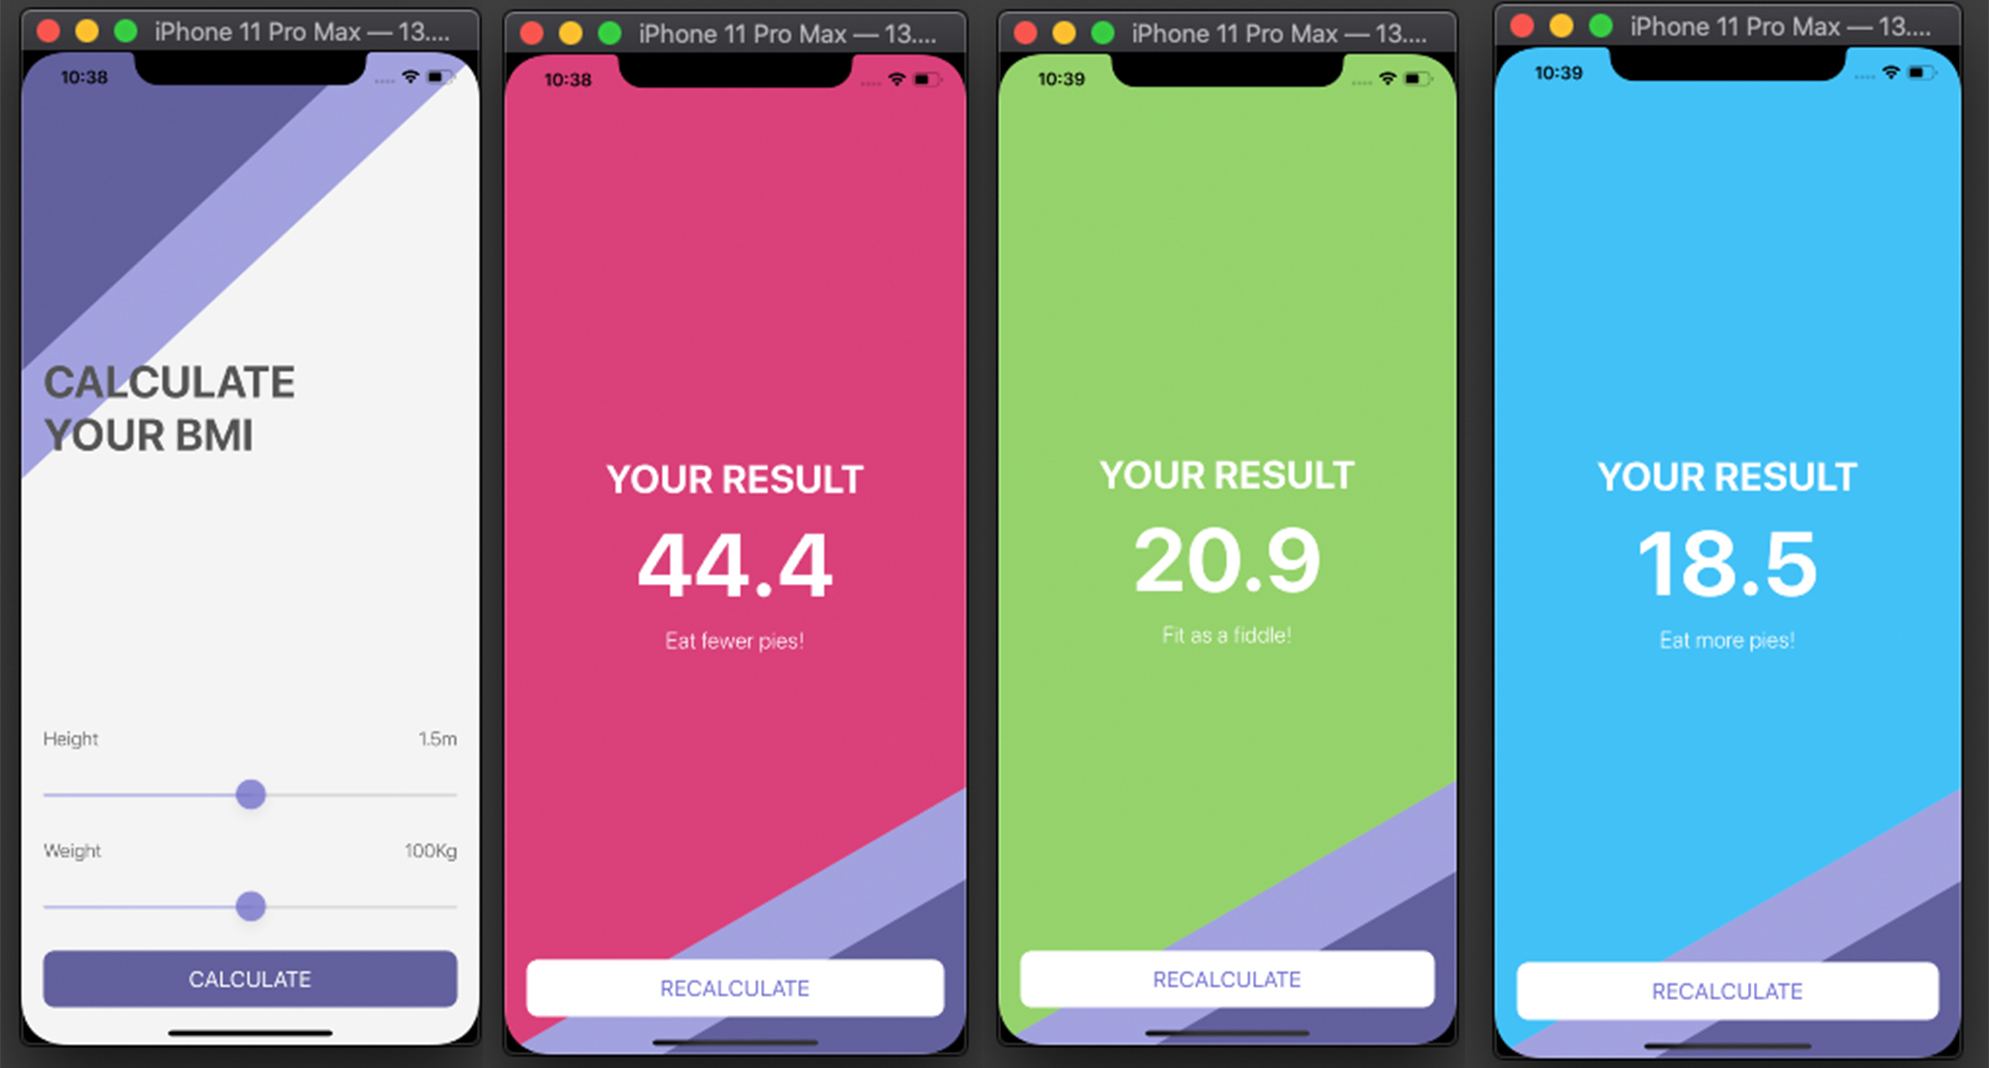 iPhone 11 Pro Max — 13....
10:38
CALCULATE
YOUR BMI
Height 1.5m
Weight 100Kg
CALCULATE
iPhone 11 Pro Max — 13....
10:38
YOUR RESULT
44.4
Eat fewer pies!
RECALCULATE
iPhone 11 Pro Max — 13....
10:39
YOUR RESULT
20.9
Fit as a fiddle!
RECALCULATE
iPhone 11 Pro Max — 13....
10:39
YOUR RESULT
18.5
Eat more pies!
RECALCULATE